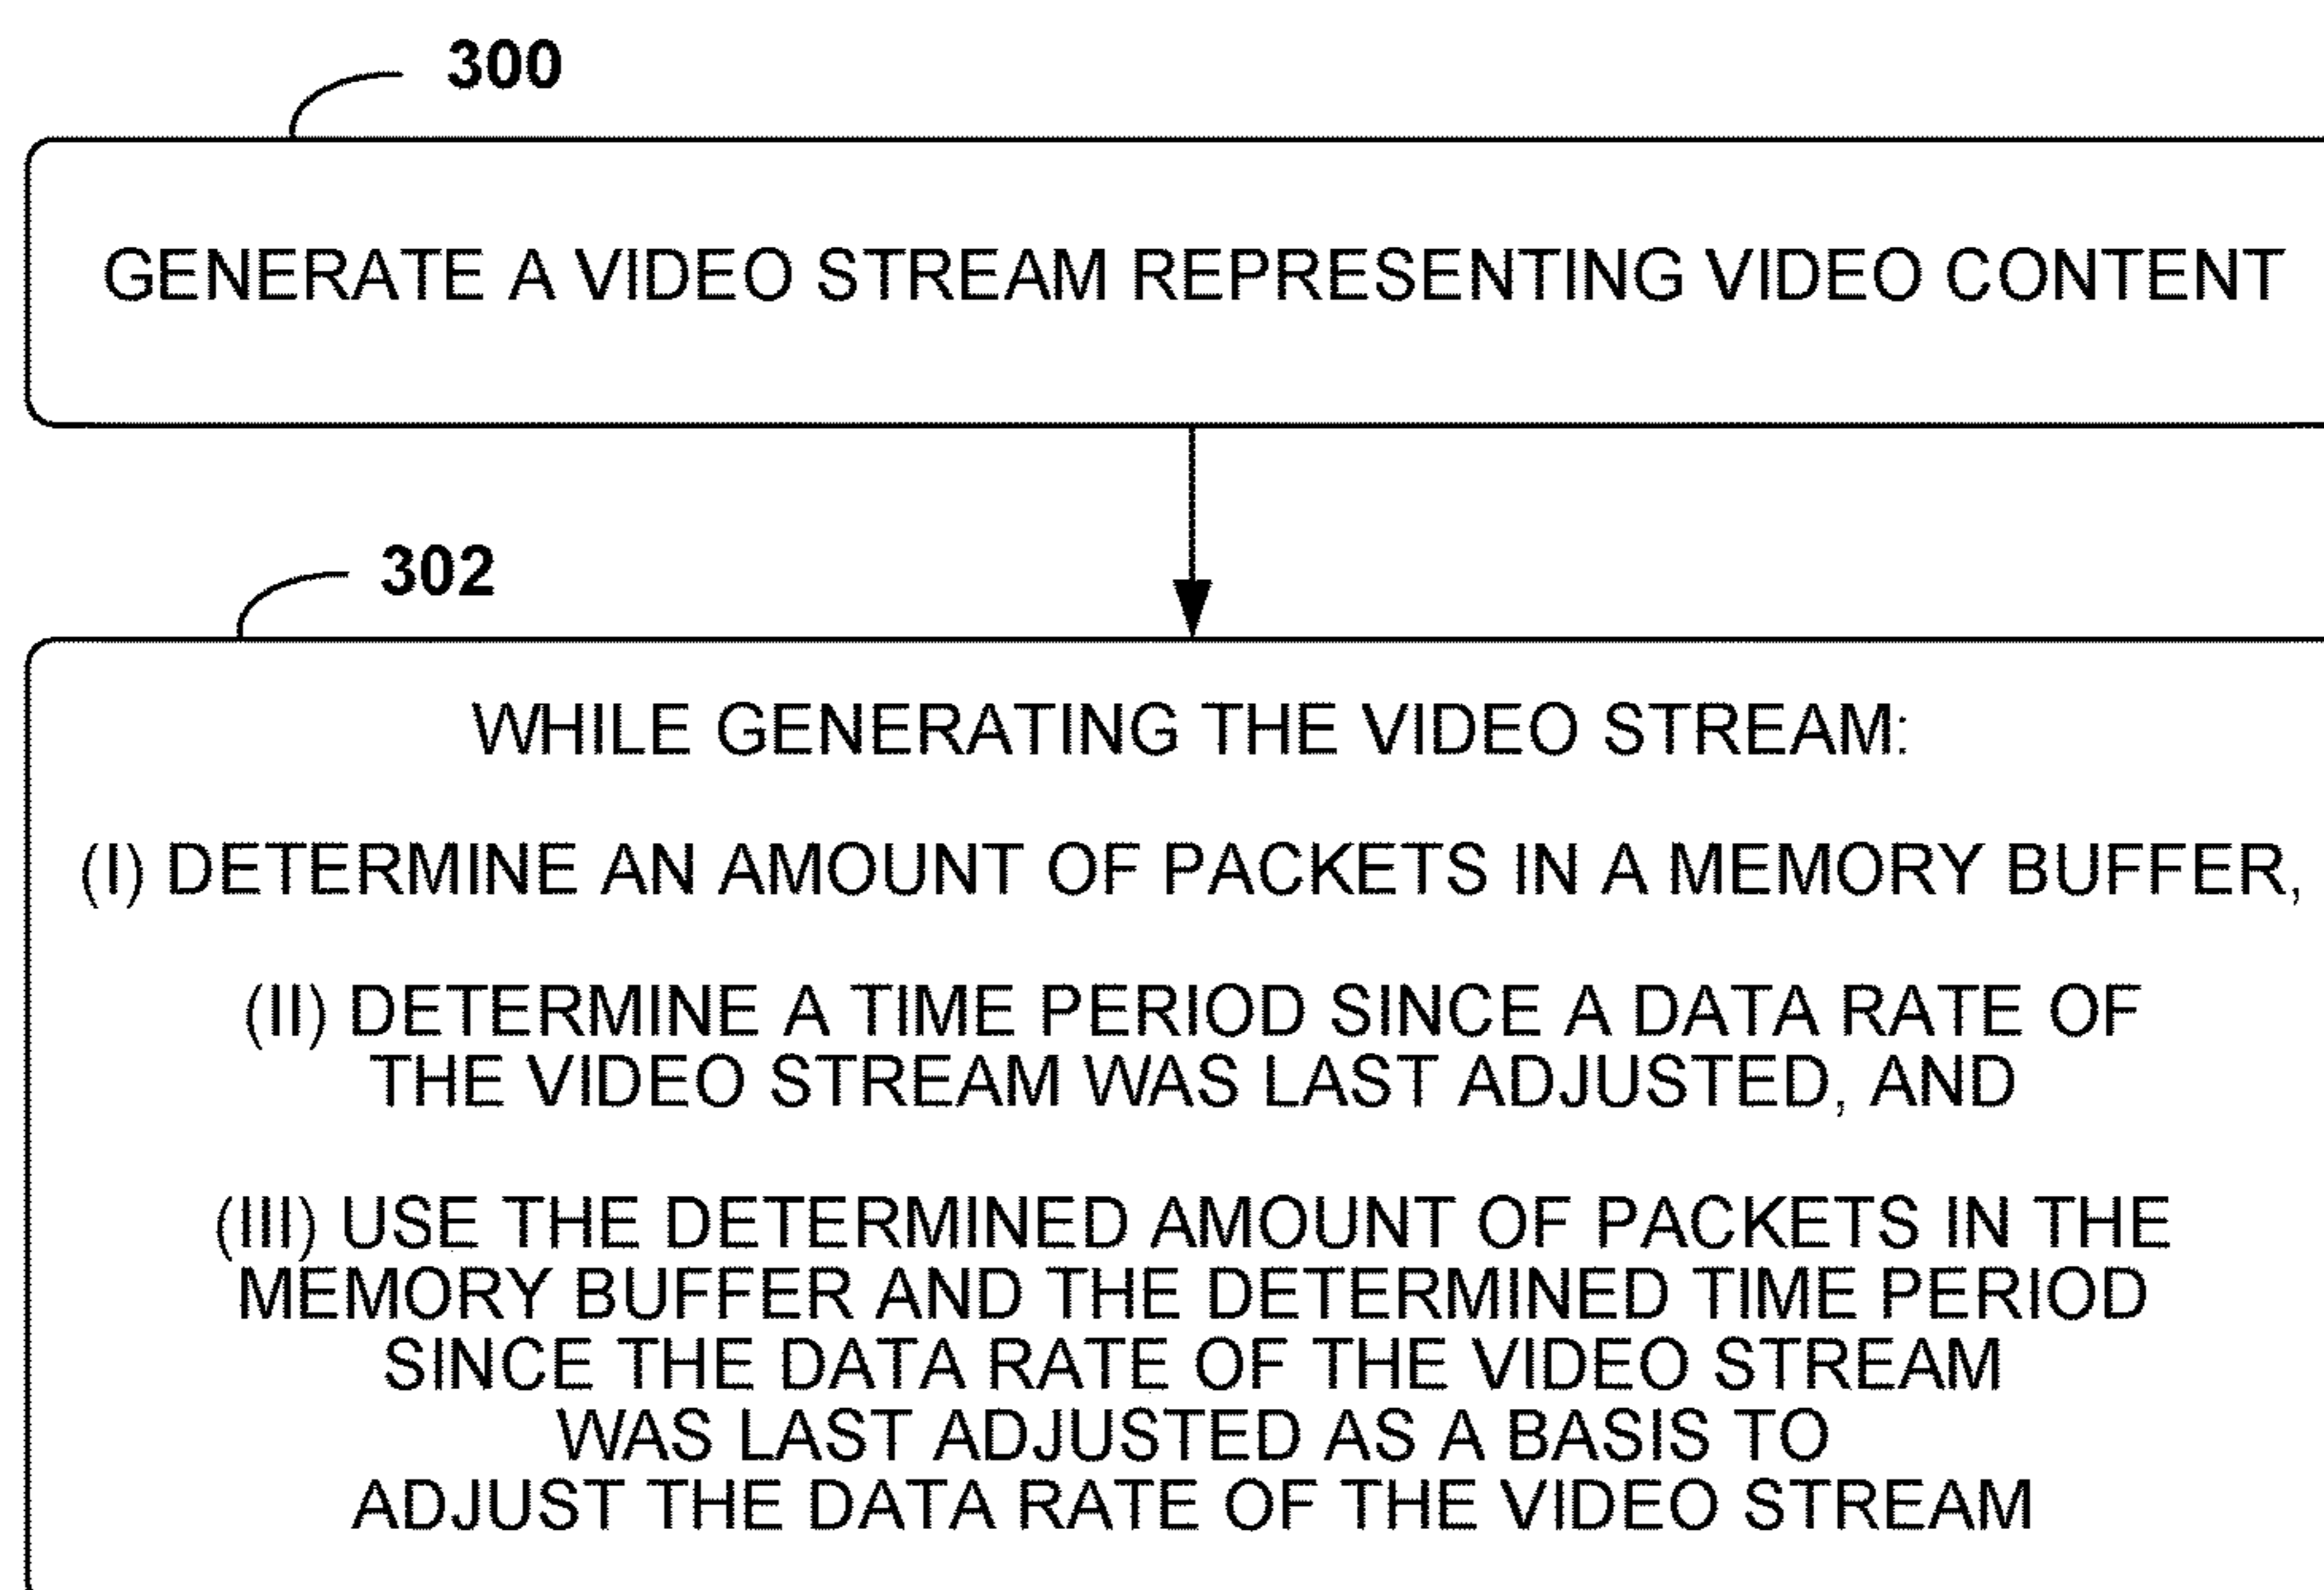 300
GENERATE A VIDEO STREAM REPRESENTING VIDEO CONTENT
302
WHILE GENERATING THE VIDEO STREAM:
(I) DETERMINE AN AMOUNT OF PACKETS IN A MEMORY BUFFER,
(II) DETERMINE A TIME PERIOD SINCE A DATA RATE OF
THE VIDEO STREAM WAS LAST ADJUSTED, AND
(III) USE THE DETERMINED AMOUNT OF PACKETS IN THE
MEMORY BUFFER AND THE DETERMINED TIME PERIOD
SINCE THE DATA RATE OF THE VIDEO STREAM
WAS LAST ADJUSTED AS A BASIS TO
ADJUST THE DATA RATE OF THE VIDEO STREAM